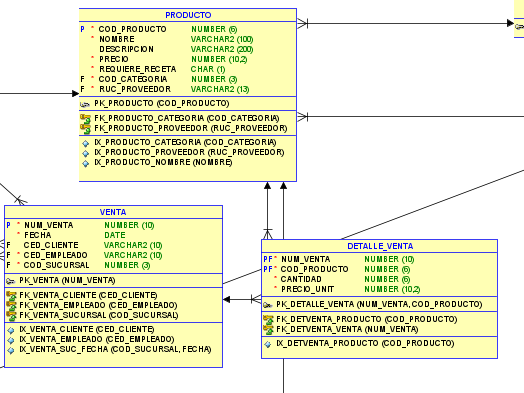 PRODUCTO
P * COD_PRODUCTO NUMBER (6)
* NOMBRE VARCHAR2 (100)
DESCRIPCION VARCHAR2 (200)
* PRECIO NUMBER (10,2)
* REQUIERE_RECETA CHAR (1)
F * COD_CATEGORIA NUMBER (3)
F * RUC_PROVEEDOR VARCHAR2 (13)
PK_PRODUCTO (COD_PRODUCTO)
FK_PRODUCTO_CATEGORIA (COD_CATEGORIA)
FK_PRODUCTO_PROVEEDOR (RUC_PROVEEDOR)
IX_PRODUCTO_CATEGORIA (COD_CATEGORIA)
IX_PRODUCTO_PROVEEDOR (RUC_PROVEEDOR)
IX_PRODUCTO_NOMBRE (NOMBRE)
VENTA
P * NUM_VENTA NUMBER (10)
* FECHA DATE
F CED_CLIENTE VARCHAR2 (10)
F * CED_EMPLEADO VARCHAR2 (10)
F * COD_SUCURSAL NUMBER (3)
PK_VENTA (NUM_VENTA)
FK_VENTA_CLIENTE (CED_CLIENTE)
FK_VENTA_EMPLEADO (CED_EMPLEADO)
FK_VENTA_SUCURSAL (COD_SUCURSAL)
IX_VENTA_CLIENTE (CED_CLIENTE)
IX_VENTA_EMPLEADO (CED_EMPLEADO)
IX_VENTA_SUC_FECHA (COD_SUCURSAL, FECHA)
DETALLE_VENTA
PF* NUM_VENTA NUMBER (10)
PF* COD_PRODUCTO NUMBER (6)
* CANTIDAD NUMBER (6)
* PRECIO_UNIT NUMBER (10,2)
PK_DETALLE_VENTA (NUM_VENTA, COD_PRODUCTO)
FK_DETVENTA_PRODUCTO (COD_PRODUCTO)
FK_DETVENTA_VENTA (NUM_VENTA)
IX_DETVENTA_PRODUCTO (COD_PRODUCTO)